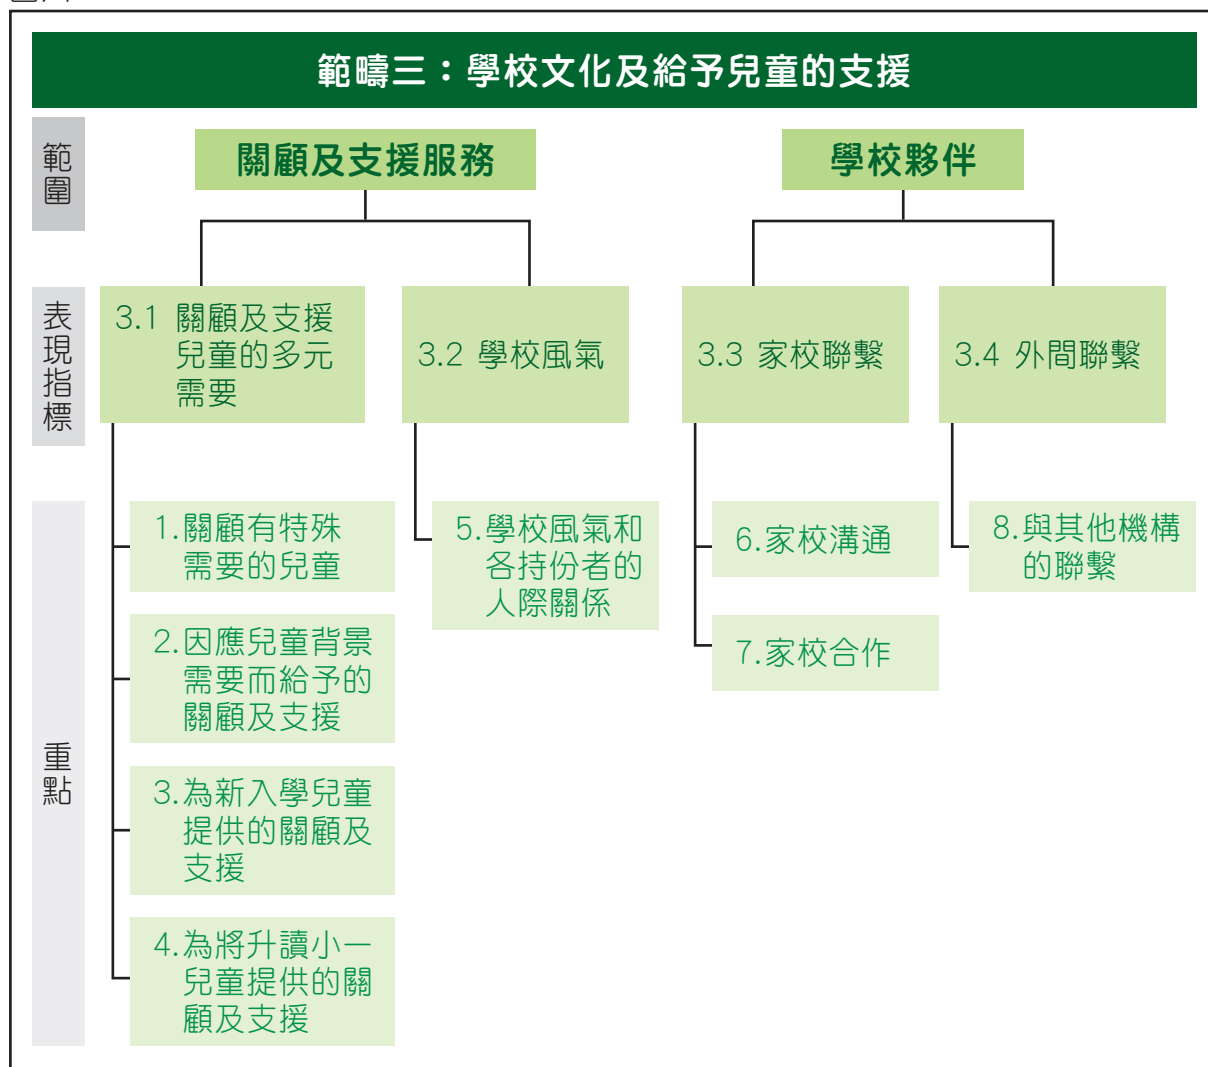 範疇三：學校文化及給予兒童的支援
範圍
關顧及支援服務
學校夥伴
表現指標
3.1 關顧及支援
兒童的多元
需要
3.2 學校風氣
3.3 家校聯繫
3.4 外間聯繫
重點
1.關顧有特殊
需要的兒童
2.因應兒童背景
需要而給予的
關顧及支援
3.為新入學兒童
提供的關顧及
支援
4.為將升讀小一
兒童提供的關
顧及支援
5.學校風氣和
各持份者的
人際關係
6.家校溝通
7.家校合作
8.與其他機構
的聯繫